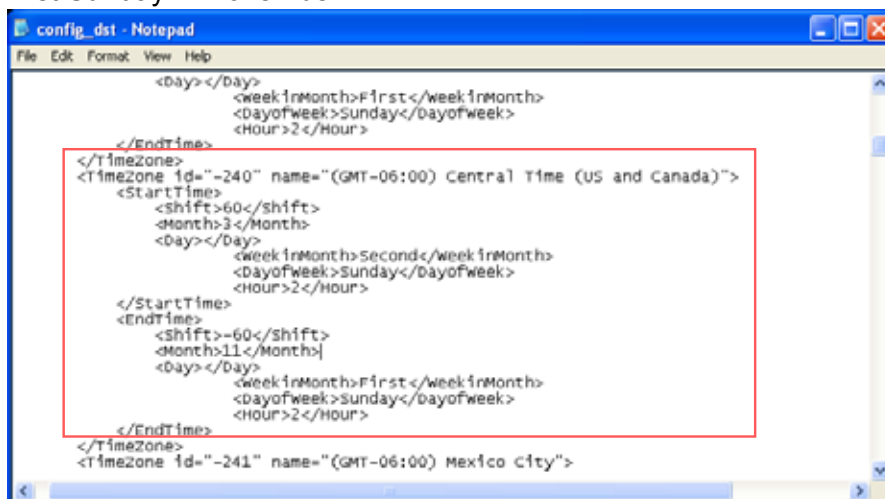 config_dst - Notepad
File Edit Format View Help
<Day></Day>
<WeekinMonth>First</WeekinMonth>
<DayofWeek>Sunday</DayofWeek>
<Hour>2</Hour>
</EndTime>
</TimeZone>
<TimeZone id="-240" name="(GMT-06:00) Central Time (US and Canada)">
<StartTime>
<Shift>60</Shift>
<Month>3</Month>
<Day></Day>
<WeekinMonth>Second</WeekinMonth>
<DayofWeek>Sunday</DayofWeek>
<Hour>2</Hour>
</StartTime>
<EndTime>
<Shift>-60</Shift>
<Month>11</Month>
<Day></Day>
<WeekinMonth>First</WeekinMonth>
<DayofWeek>Sunday</DayofWeek>
<Hour>2</Hour>
</EndTime>
</TimeZone>
<TimeZone id="-241" name="(GMT-06:00) Mexico City">